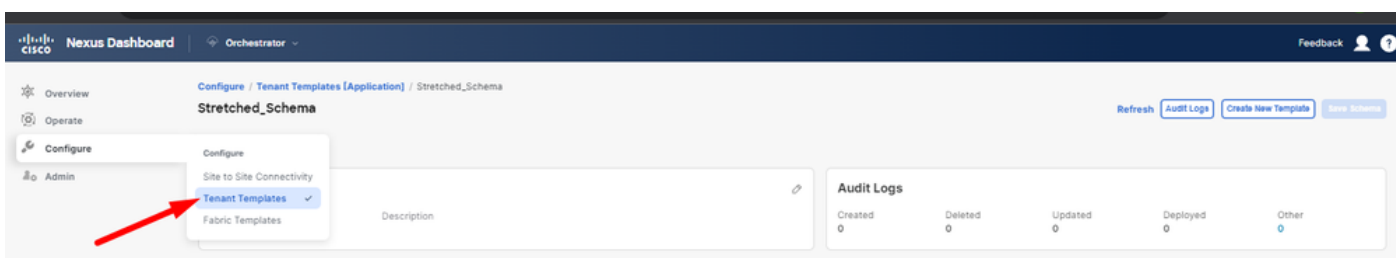 CISCO Nexus Dashboard Orchestrator Feedback ?
Overview
Operate
Configure
Admin
Configure / Tenant Templates [Application] / Stretched_Schema
Stretched_Schema
Refresh Audit Logs Create New Template Save Schema
Configure
Site to Site Connectivity
Tenant Templates
Fabric Templates
Description
Audit Logs
Created Deleted Updated Deployed Other
0 0 0 0 0